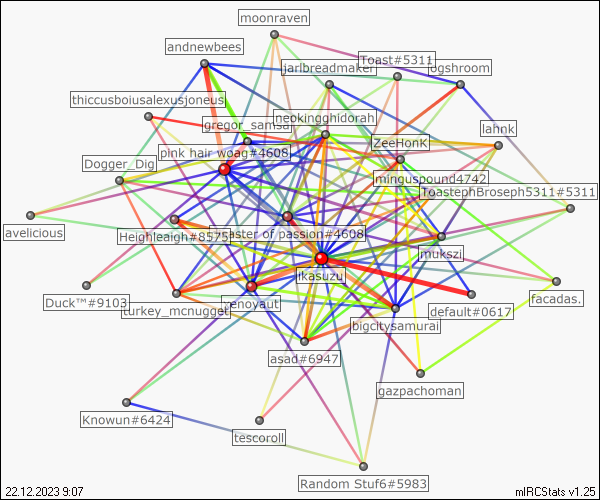 moonraven
andnewbees
Toast#5311
jarlbreadmaker
ogshroom
thiccusboiusalexusjoneus
neokingghidorah
gregor_samsa
lahnk
ZeeHonK
pink hair woag#4608
Dogger_Dig
minguspound4742
ToastephBroseph5311#5311
avelicious
aster of passion#4608
Heighleaigh#8575
mukszi
ikasuzu
Duck™#9103
facadas.
turkey_mcnugget
enoyaut
default#0617
bigcitysamurai
asad#6947
gazpachoman
Knowun#6424
tescoroll
Random Stuf6#5983
22.12.2023 9:07
mIRCStats v1.25